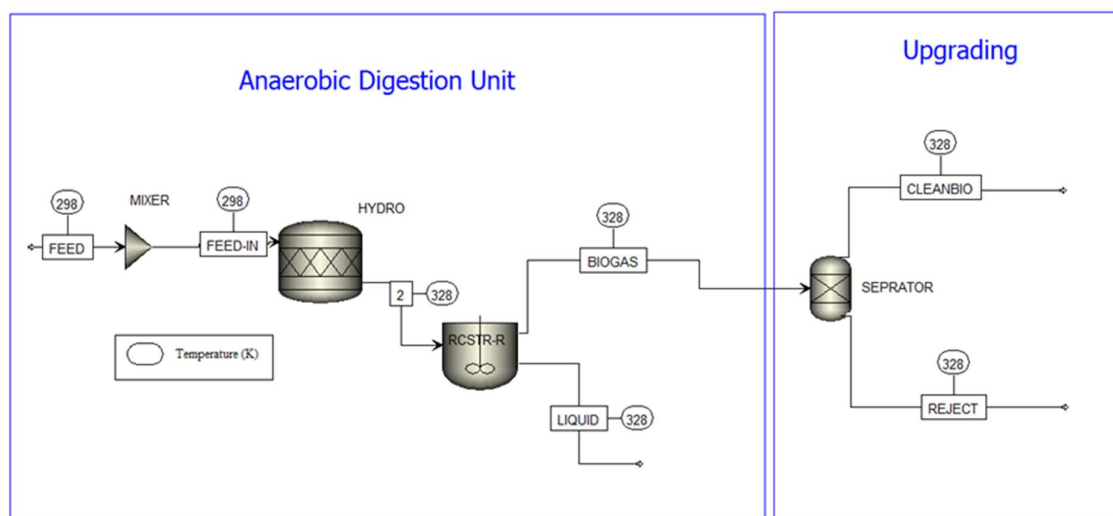 Anaerobic Digestion Unit
Upgrading
298
FEED
MIXER
298
FEED-IN
HYDRO
2
328
RCSTR-R
328
BIOGAS
LIQUID
328
SEPRATOR
328
CLEANBIO
328
REJECT
Temperature (K)